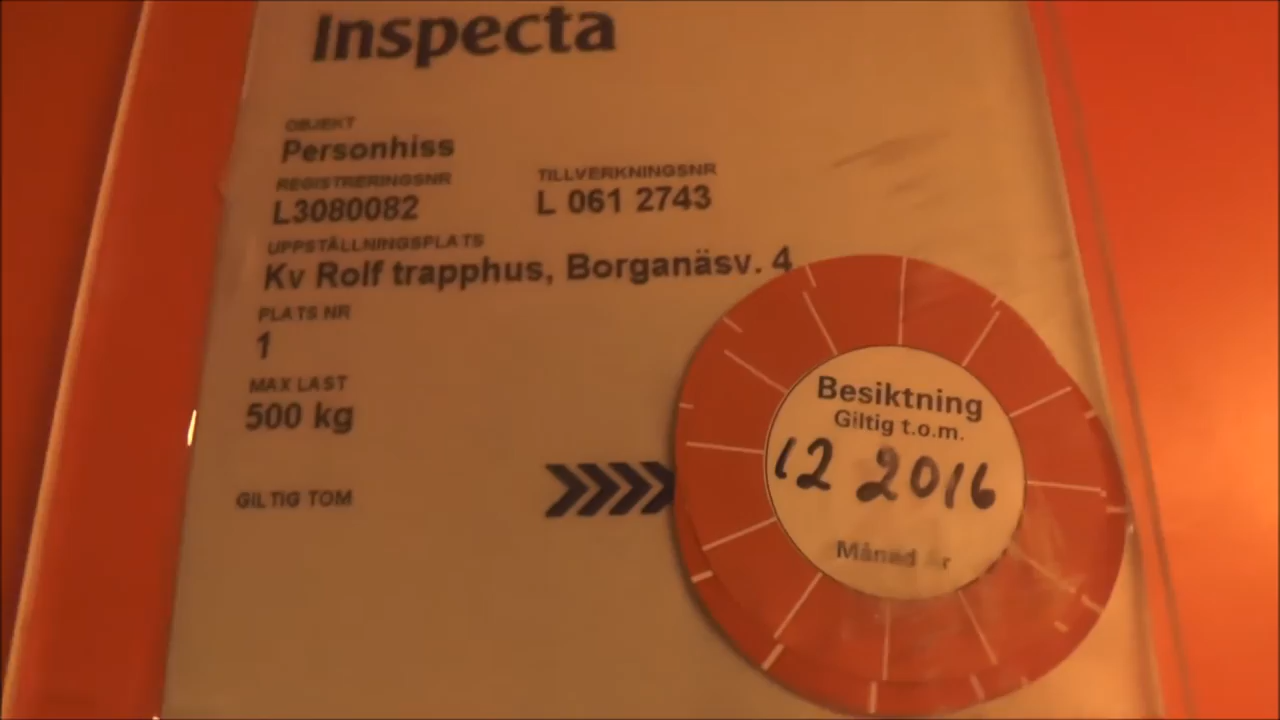 Inspecta
OBJEKT
Personhiss
REGISTRERINGSNR TILLVERKNINGSNR
L3080082 L 061 2743
UPPSTÄLLNINGSPLATS
Kv Rolf trapphus, Borganäsv. 4
PLATS NR
1
MAX LAST
500 kg
GILTIG TOM
Besiktning
Giltig t.o.m.
12 2016
Månad